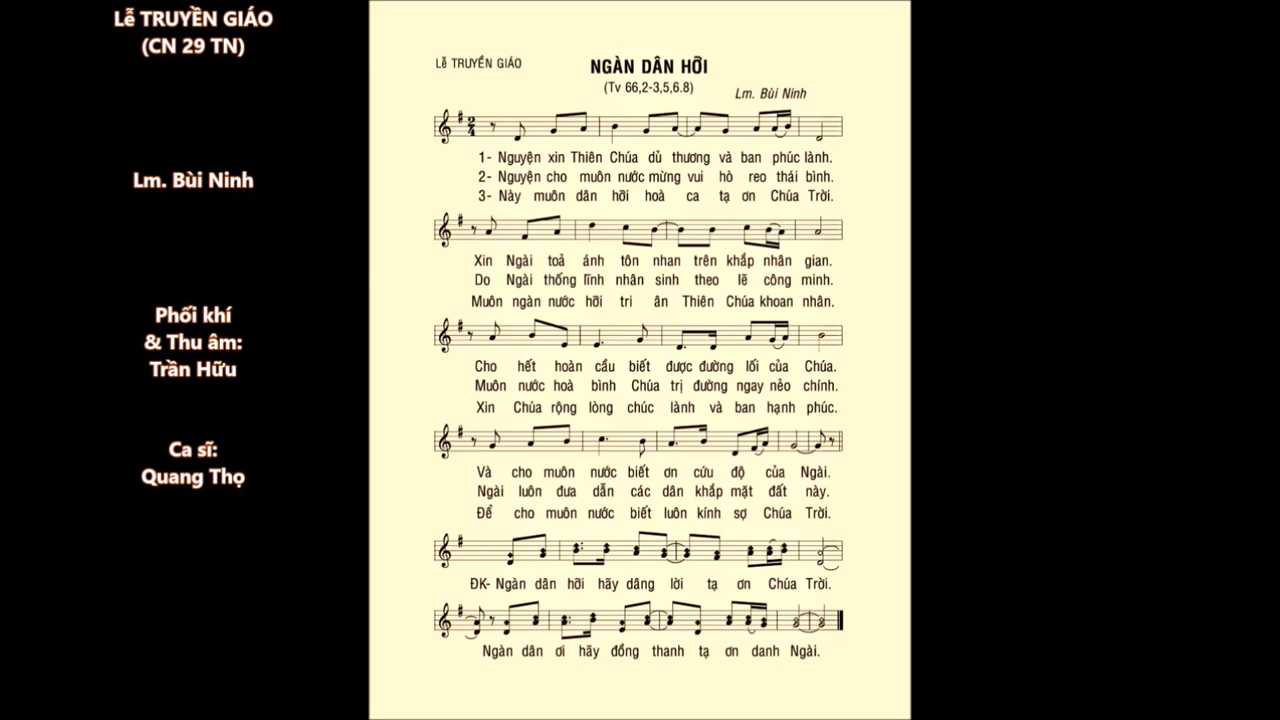 Lễ TRUYỀN GIÁO
(CN 29 TN)
Lm. Bùi Ninh
Phối khí
& Thu âm:
Trần Hữu
Ca sĩ:
Quang Thọ
Lễ TRUYỀN GIÁO
NGÀN DÂN HỠI
(Tv 66,2-3,5,6.8)
Lm. Bùi Ninh
1- Nguyện xin Thiên Chúa dủ thương và ban phúc lành.
2- Nguyện cho muôn nước mừng vui hò reo thái bình.
3- Này muôn dân hỡi hoà ca tạ ơn Chúa Trời.
Xin Ngài toả ánh tôn nhan trên khắp nhân gian.
Do Ngài thống lĩnh nhân sinh theo lẽ công minh.
Muôn ngàn nước hỡi tri ân Thiên Chúa khoan nhân.
Cho hết hoàn cầu biết được đường lối của Chúa.
Muôn nước hoà bình Chúa trị đường ngay nẻo chính.
Xin Chúa rộng lòng chúc lành và ban hạnh phúc.
Và cho muôn nước biết ơn cứu độ của Ngài.
Ngài luôn đưa dẫn các dân khắp mặt đất này.
Để cho muôn nước biết luôn kính sợ Chúa Trời.
ĐK- Ngàn dân hỡi hãy dâng lời tạ ơn Chúa Trời.
Ngàn dân ơi hãy đồng thanh tạ ơn danh Ngài.